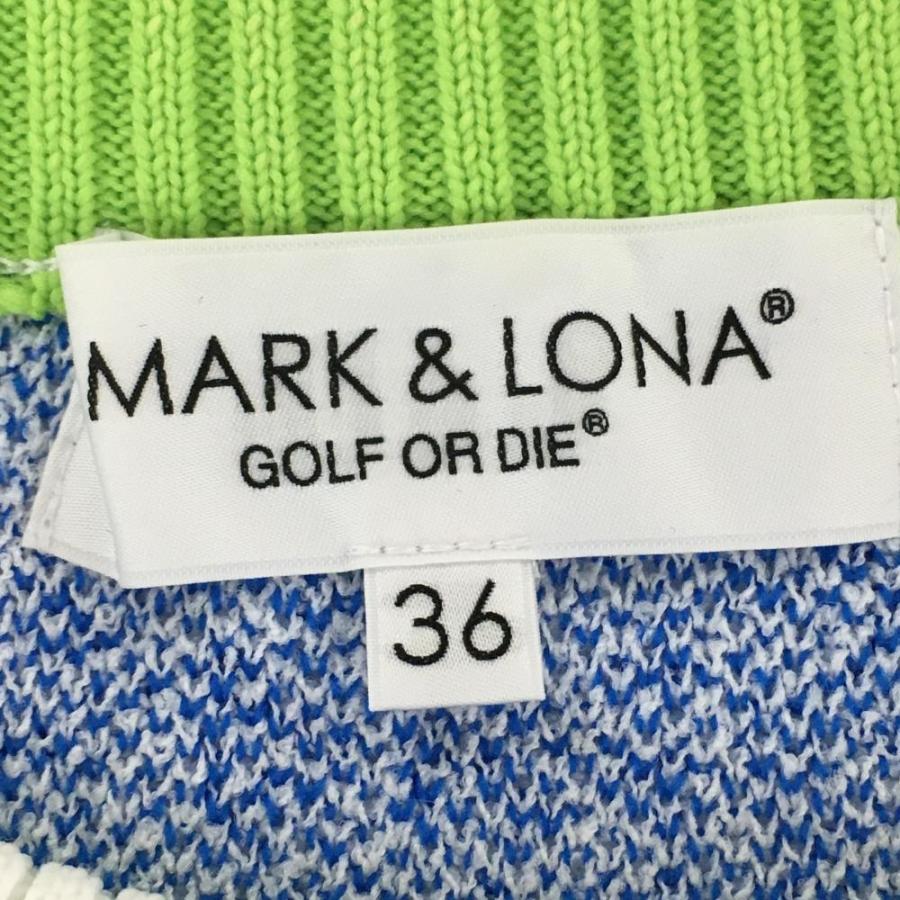 MARK & LONA®
GOLF OR DIE®
36